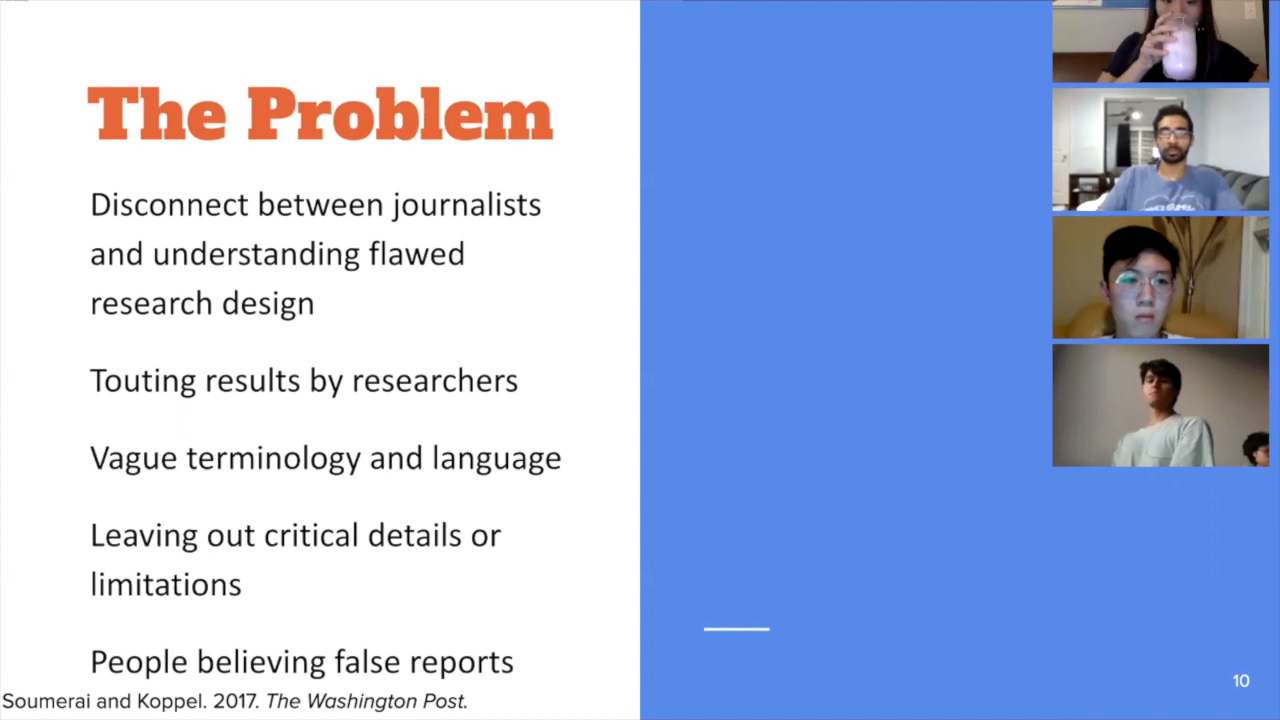 The Problem
Disconnect between journalists
and understanding flawed
research design
Touting results by researchers
Vague terminology and language
Leaving out critical details or
limitations
People believing false reports
Soumerai and Koppel. 2017. The Washington Post.
10